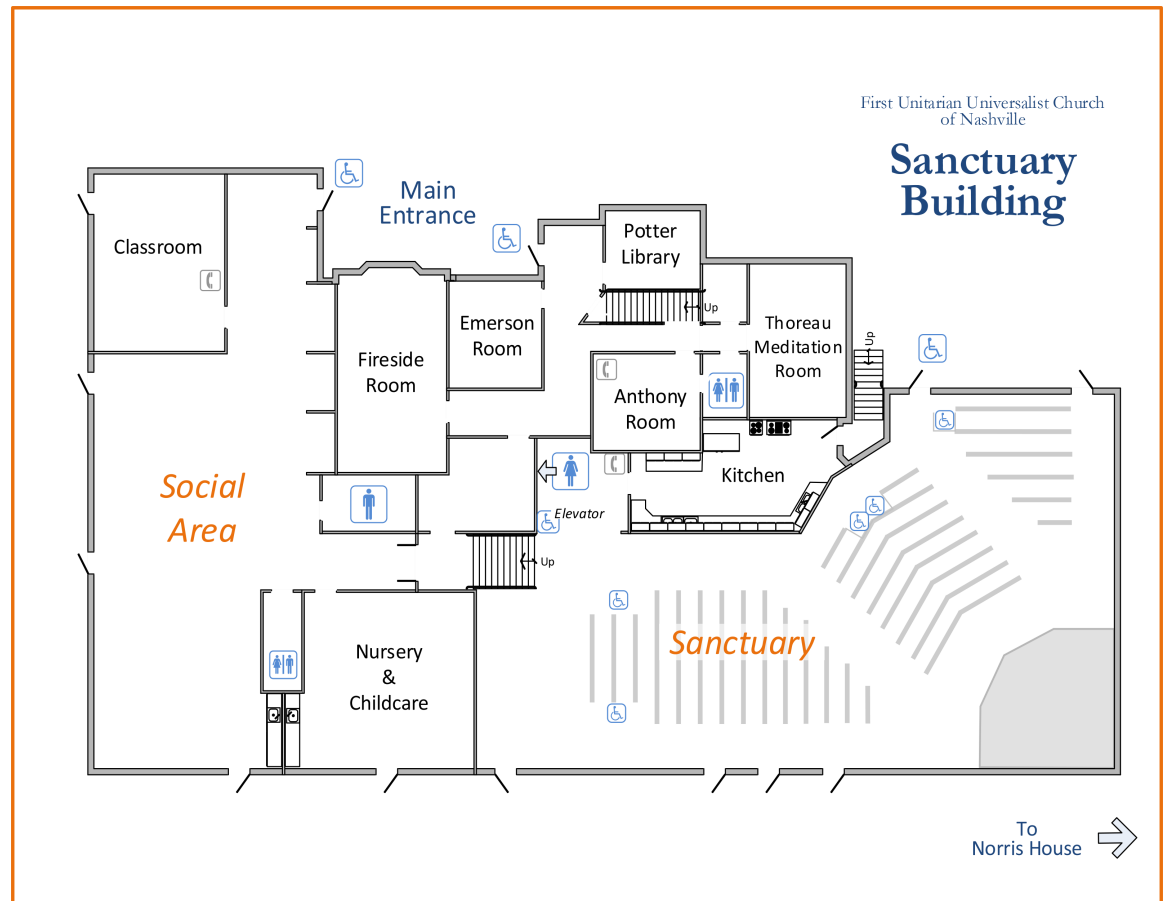 First Unitarian Universalist Church
of Nashville
Sanctuary
Building
Main
Entrance
Classroom
Potter
Library
Up
Emerson
Room
Thoreau
Meditation
Room
Up
Fireside
Room
Anthony
Room
Kitchen
Social
Area
Elevator
Up
Sanctuary
Nursery
&
Childcare
To
Norris House